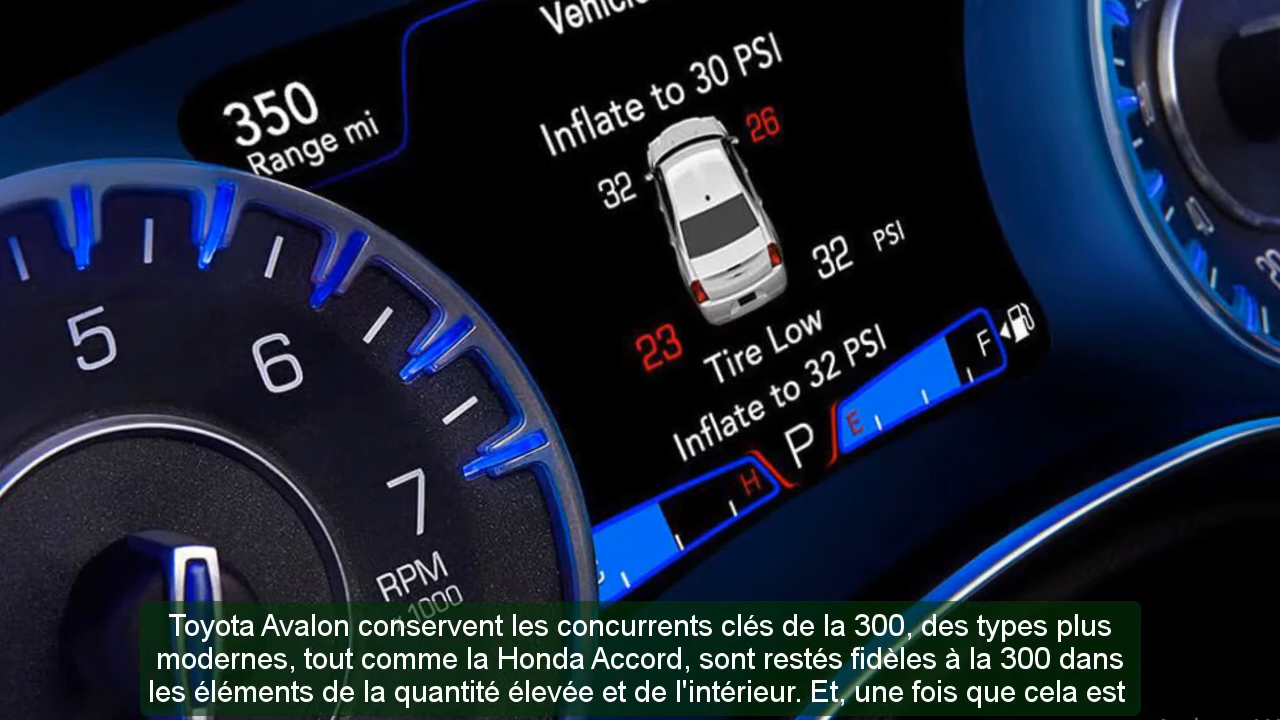 Vehicle
350
Range mi
Inflate to 30 PSI
26
32
32 PSI
23
Tire Low
Inflate to 32 PSI
F
E
P
H
5
6
7
RPM
x1000
Toyota Avalon conservent les concurrents clés de la 300, des types plus
modernes, tout comme la Honda Accord, sont restés fidèles à la 300 dans
les éléments de la quantité élevée et de l'intérieur. Et, une fois que cela est